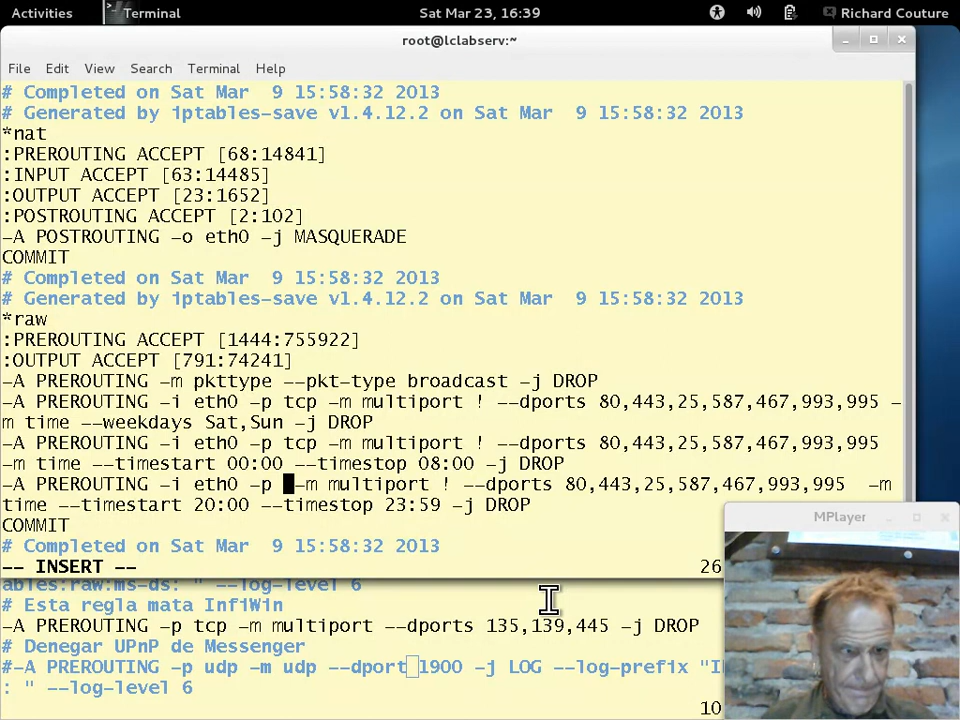 Activities
Terminal
Sat Mar 23, 16:39
Richard Couture
root@lclabserv:~
File Edit View Search Terminal Help
# Completed on Sat Mar  9 15:58:32 2013
# Generated by iptables-save v1.4.12.2 on Sat Mar  9 15:58:32 2013
*nat
:PREROUTING ACCEPT [68:14841]
:INPUT ACCEPT [63:14485]
:OUTPUT ACCEPT [23:1652]
:POSTROUTING ACCEPT [2:102]
-A POSTROUTING -o eth0 -j MASQUERADE
COMMIT
# Completed on Sat Mar  9 15:58:32 2013
# Generated by iptables-save v1.4.12.2 on Sat Mar  9 15:58:32 2013
*raw
:PREROUTING ACCEPT [1444:755922]
:OUTPUT ACCEPT [791:74241]
-A PREROUTING -m pkttype --pkt-type broadcast -j DROP
-A PREROUTING -i eth0 -p tcp -m multiport ! --dports 80,443,25,587,467,993,995 -
m time --weekdays Sat,Sun -j DROP
-A PREROUTING -i eth0 -p tcp -m multiport ! --dports 80,443,25,587,467,993,995
-m time --timestart 00:00 --timestop 08:00 -j DROP
-A PREROUTING -i eth0 -p -m multiport ! --dports 80,443,25,587,467,993,995  -m
time --timestart 20:00 --timestop 23:59 -j DROP
COMMIT
# Completed on Sat Mar  9 15:58:32 2013
-- INSERT -- 26
MPlayer
ables:raw:ms-ds: " --log-level 6
# Esta regla mata InfiWin
-A PREROUTING -p tcp -m multiport --dports 135,139,445 -j DROP
# Denegar UPnP de Messenger
#-A PREROUTING -p udp -m udp --dport 1900 -j LOG --log-prefix
: " --log-level 6
10